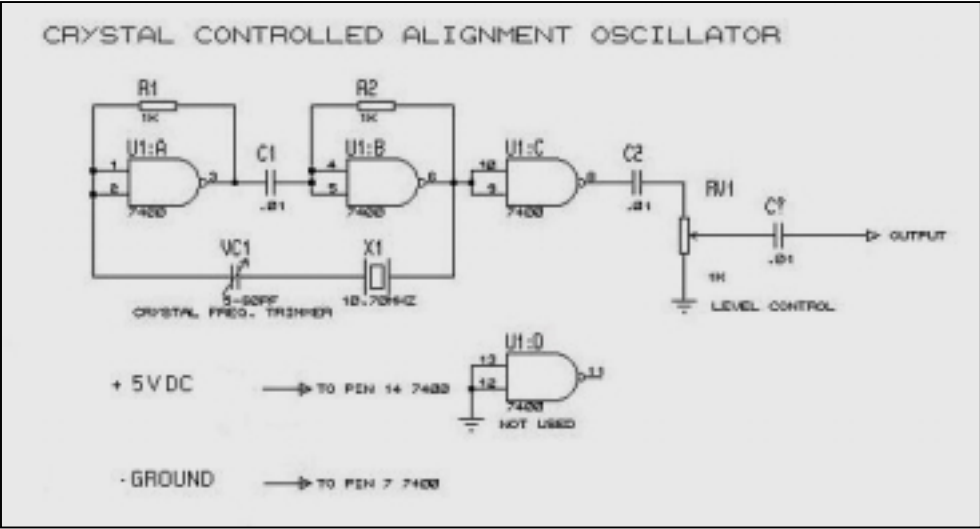 CRYSTAL CONTROLLED ALIGNMENT OSCILLATOR
R1
1K
R2
1K
U1:A
1
2
3
7400
C1
.01
U1:B
4
5
6
7400
U1:C
10
9
8
7400
C2
.01
RV1
1K
LEVEL CONTROL
C?
.01
OUTPUT
VC1
CRYSTAL FREQ. TRIMMER
X1
10.70MHZ
U1:D
13
12
11
7400
NOT USED
+ 5 V DC
TO PIN 14 7400
- GROUND
TO PIN 7 7400